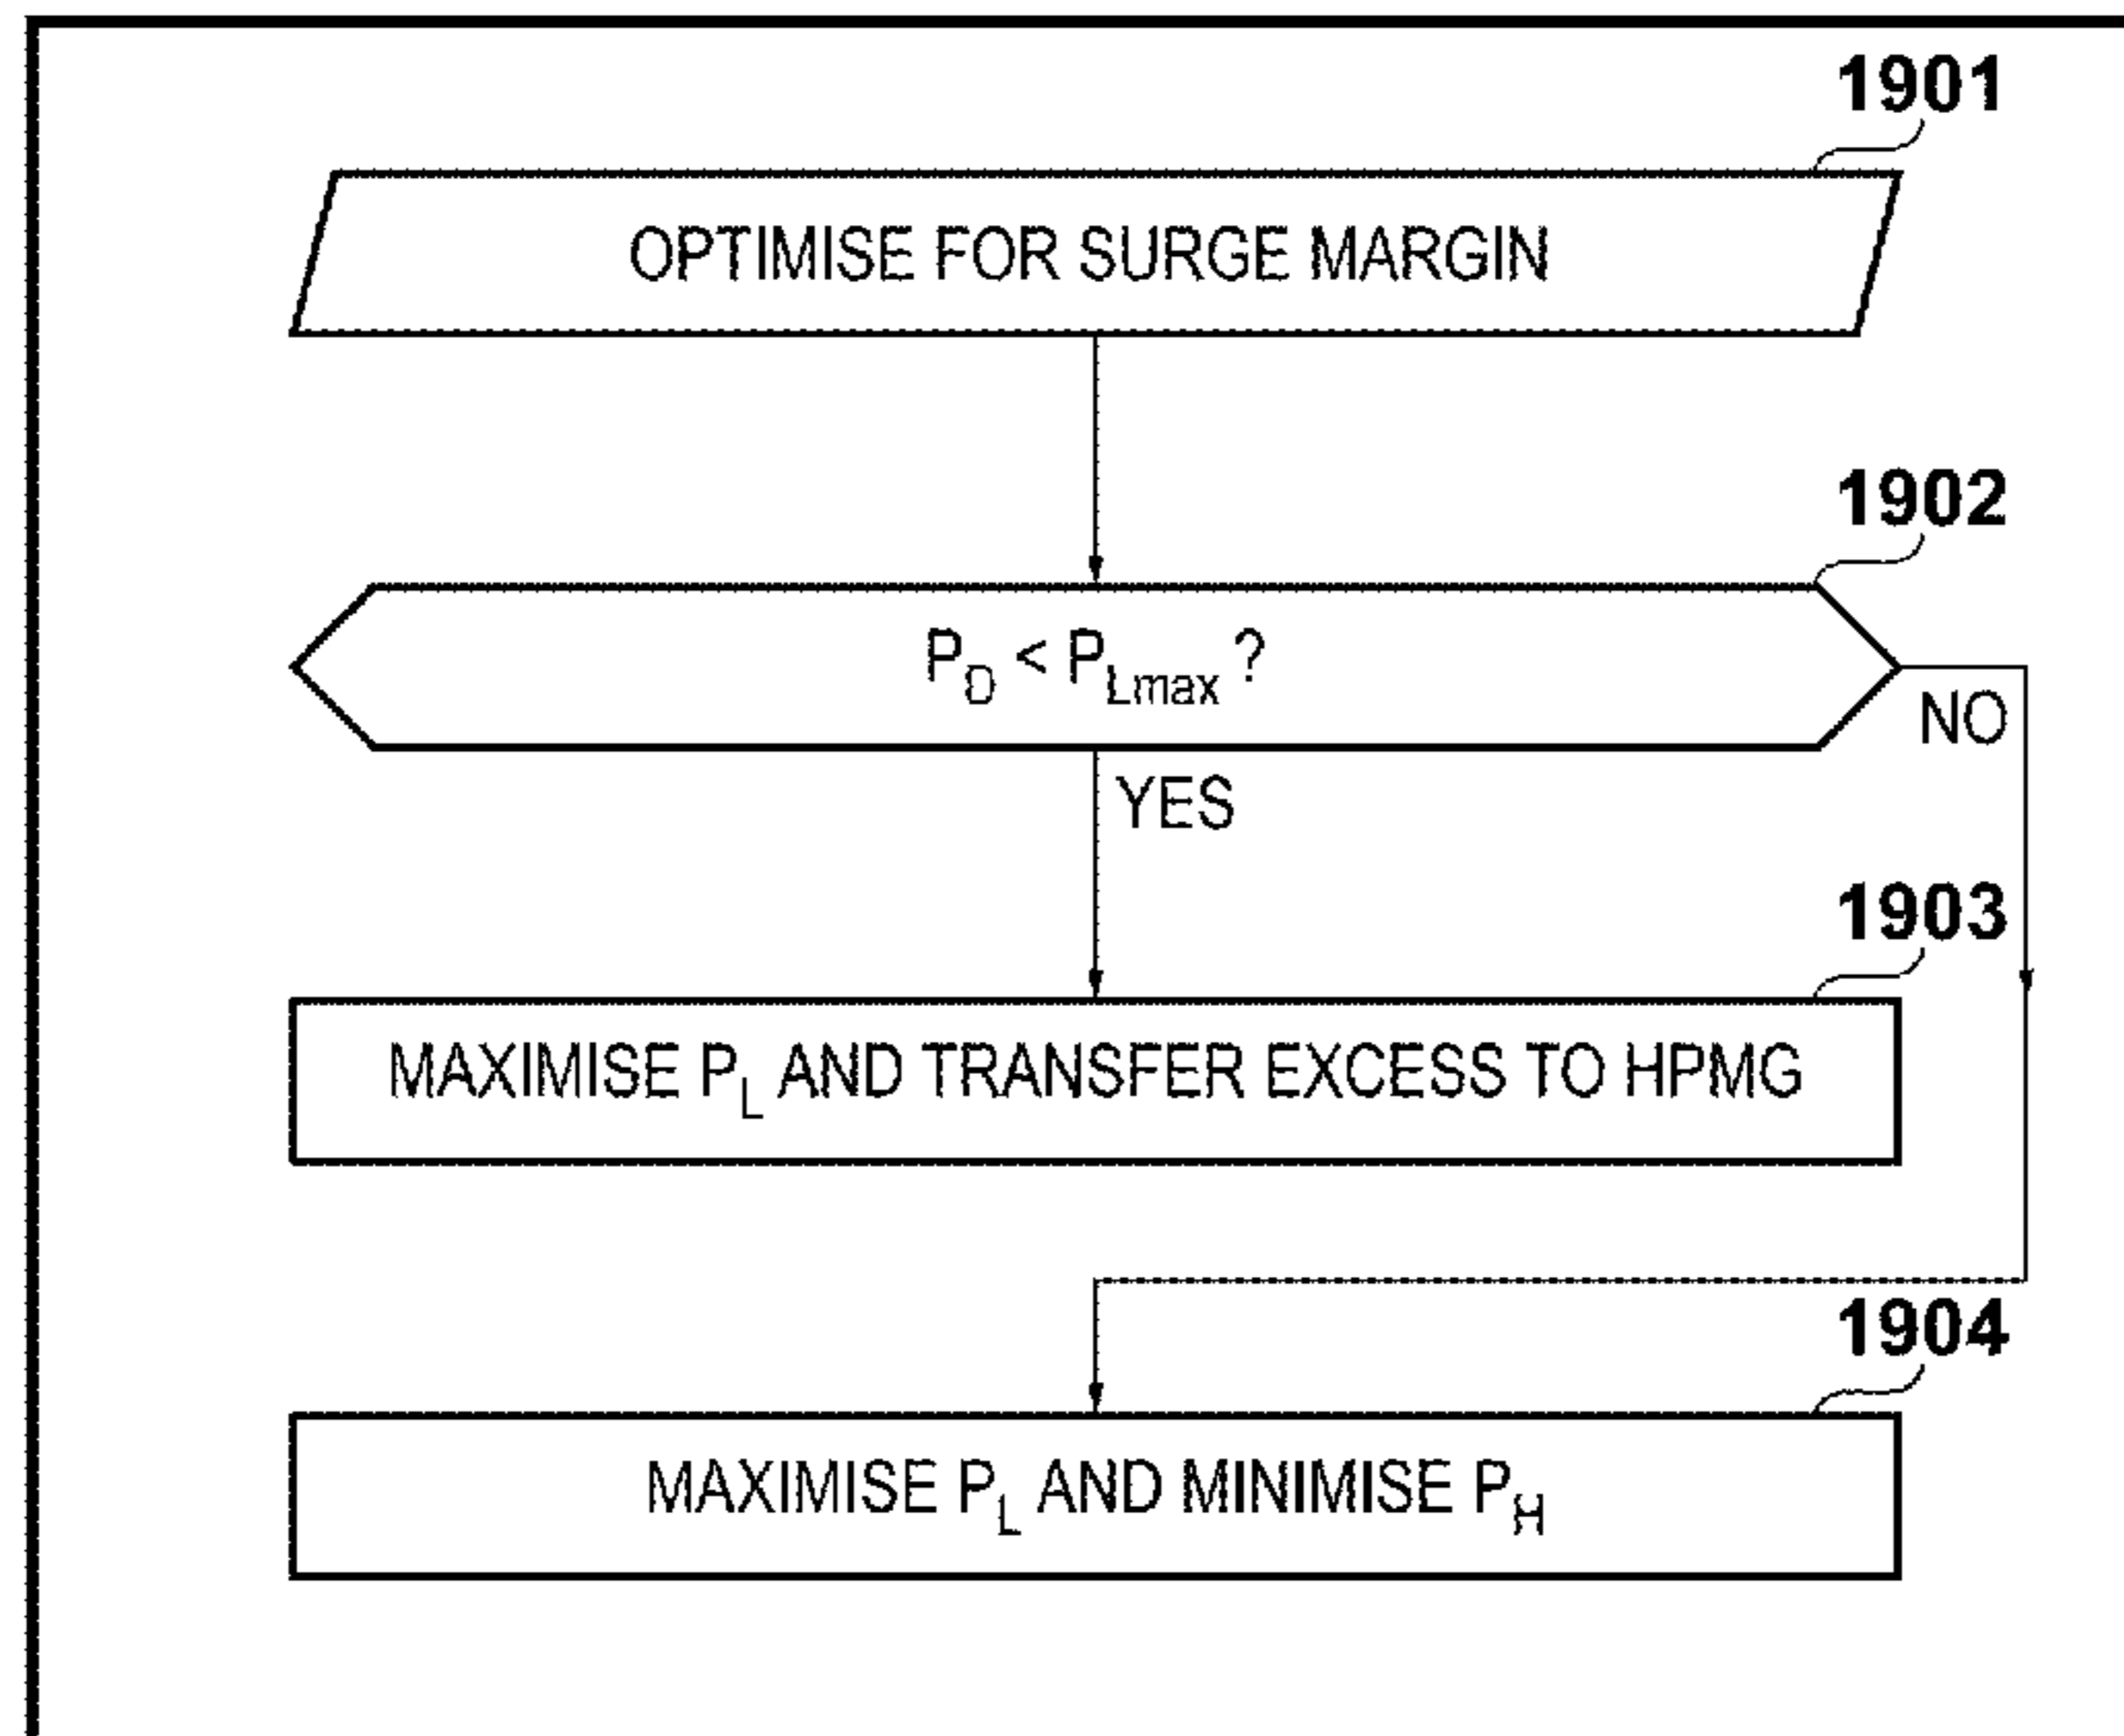 1901
OPTIMISE FOR SURGE MARGIN
1902
P_D < P_Lmax ?
NO
YES
1903
MAXIMISE P_L AND TRANSFER EXCESS TO HPMG
1904
MAXIMISE P_L AND MINIMISE P_H